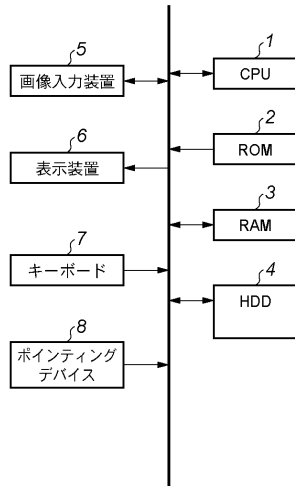 5
画像入力装置
6
表示装置
7
キーボード
8
ポインティング
デバイス
1
CPU
2
ROM
3
RAM
4
HDD